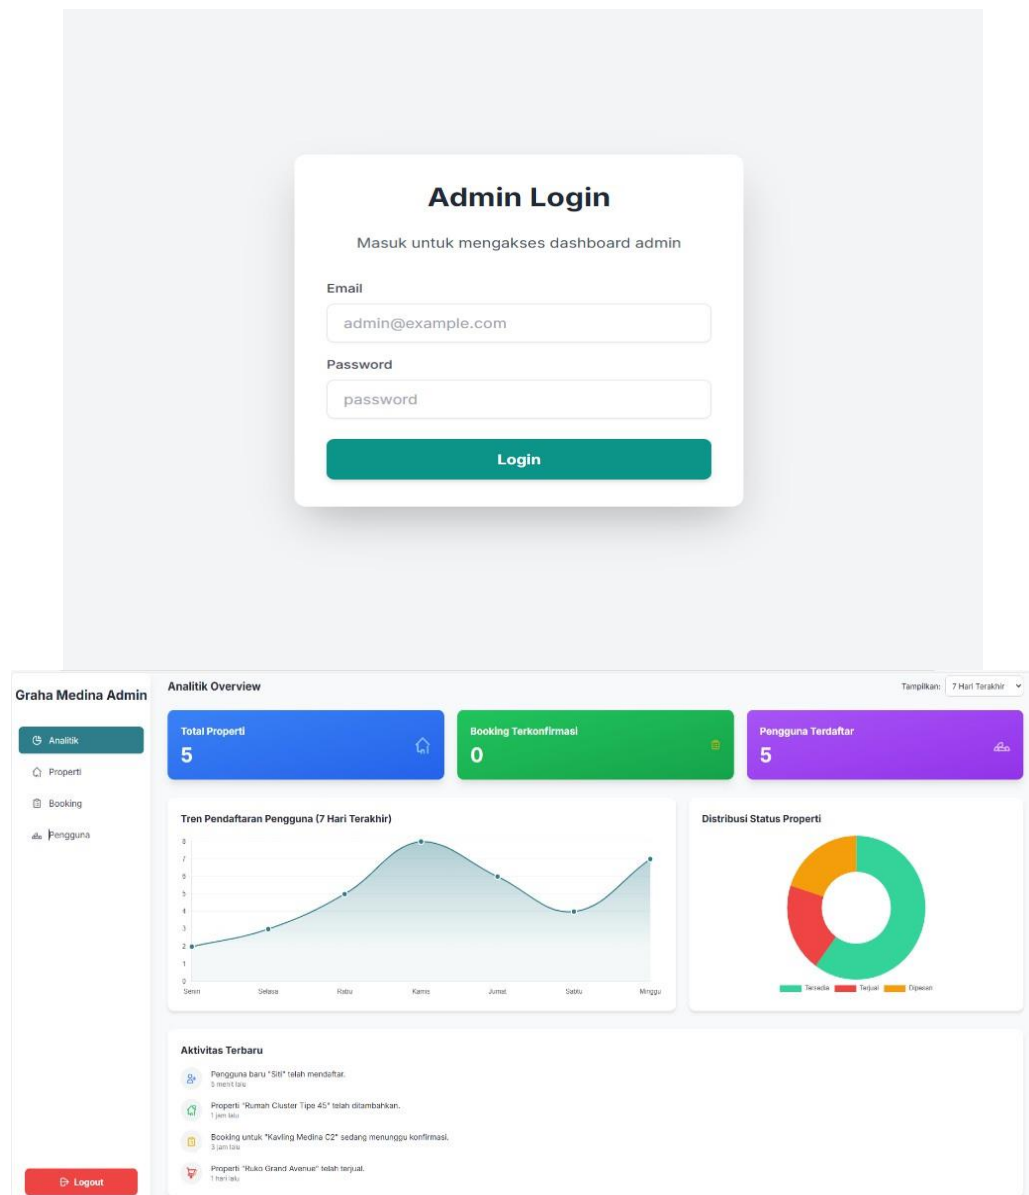 Admin Login
Masuk untuk mengakses dashboard admin
Email
admin@example.com
Password
password
Login
Graha Medina Admin
Analitik
Properti
Booking
Pengguna
Logout
Analitik Overview
Tampilkan: 7 Hari Terakhir
Total Properti
5
Booking Terkonfirmasi
0
Pengguna Terdaftar
5
Tren Pendaftaran Pengguna (7 Hari Terakhir)
8
7
6
5
4
3
2
1
0
Senin Selasa Rabu Kamis Jumat Sabtu Minggu
Distribusi Status Properti
Tersedia Terjual Dipesan
Aktivitas Terbaru
Pengguna baru "Siti" telah mendaftar.
5 menit lalu
Properti "Rumah Cluster Tipe 45" telah ditambahkan.
1 jam lalu
Booking untuk "Kavling Medina C2" sedang menunggu konfirmasi.
3 jam lalu
Properti "Ruko Grand Avenue" telah terjual.
1 hari lalu